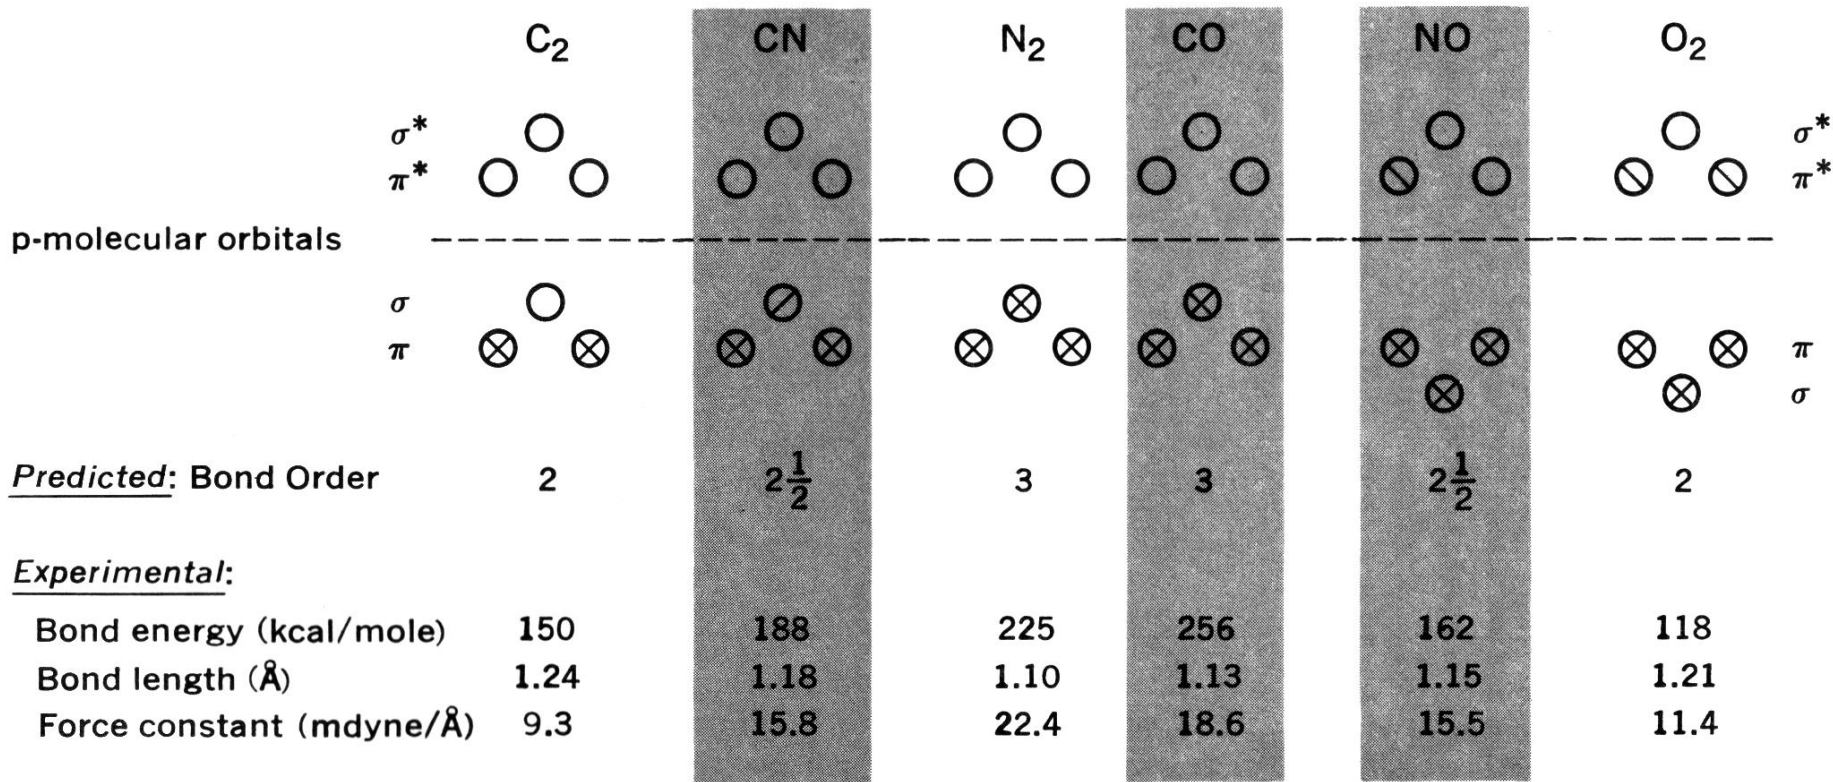 C₂ CN N₂ CO NO O₂
σ* σ*
π* π*
p-molecular orbitals
σ
π π
σ
Predicted: Bond Order 2 2½ 3 3 2½ 2
Experimental:
Bond energy (kcal/mole) 150 188 225 256 162 118
Bond length (Å) 1.24 1.18 1.10 1.13 1.15 1.21
Force constant (mdyne/Å) 9.3 15.8 22.4 18.6 15.5 11.4